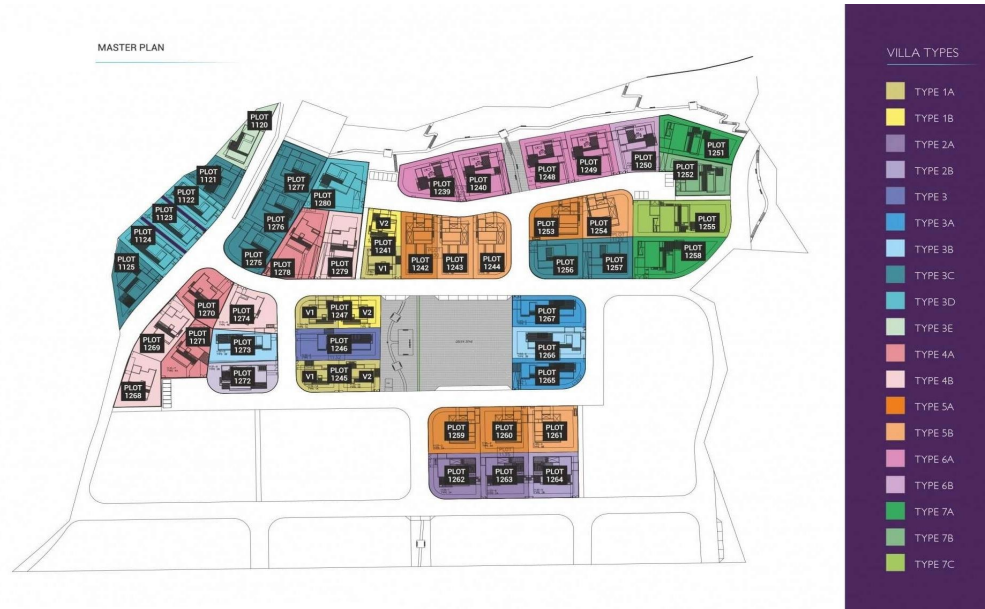 MASTER PLAN
PLOT
1120
PLOT
1121
PLOT
1122
PLOT
1123
PLOT
1124
PLOT
1125
PLOT
1277
PLOT
1280
PLOT
1276
PLOT
1275
PLOT
1278
PLOT
1279
V2
PLOT
1241
V1
PLOT
1242
PLOT
1243
PLOT
1244
PLOT
1239
PLOT
1240
PLOT
1248
PLOT
1249
PLOT
1250
PLOT
1251
PLOT
1252
PLOT
1253
PLOT
1254
PLOT
1255
PLOT
1256
PLOT
1257
PLOT
1258
PLOT
1270
PLOT
1274
PLOT
1269
PLOT
1271
PLOT
1273
PLOT
1272
PLOT
1268
V1
PLOT
1247
V2
PLOT
1246
V1
PLOT
1245
V2
PLOT
1267
PLOT
1266
PLOT
1265
PLOT
1259
PLOT
1260
PLOT
1261
PLOT
1262
PLOT
1263
PLOT
1264
VILLA TYPES
TYPE 1A
TYPE 1B
TYPE 2A
TYPE 2B
TYPE 3
TYPE 3A
TYPE 3B
TYPE 3C
TYPE 3D
TYPE 3E
TYPE 4A
TYPE 4B
TYPE 5A
TYPE 5B
TYPE 6A
TYPE 6B
TYPE 7A
TYPE 7B
TYPE 7C